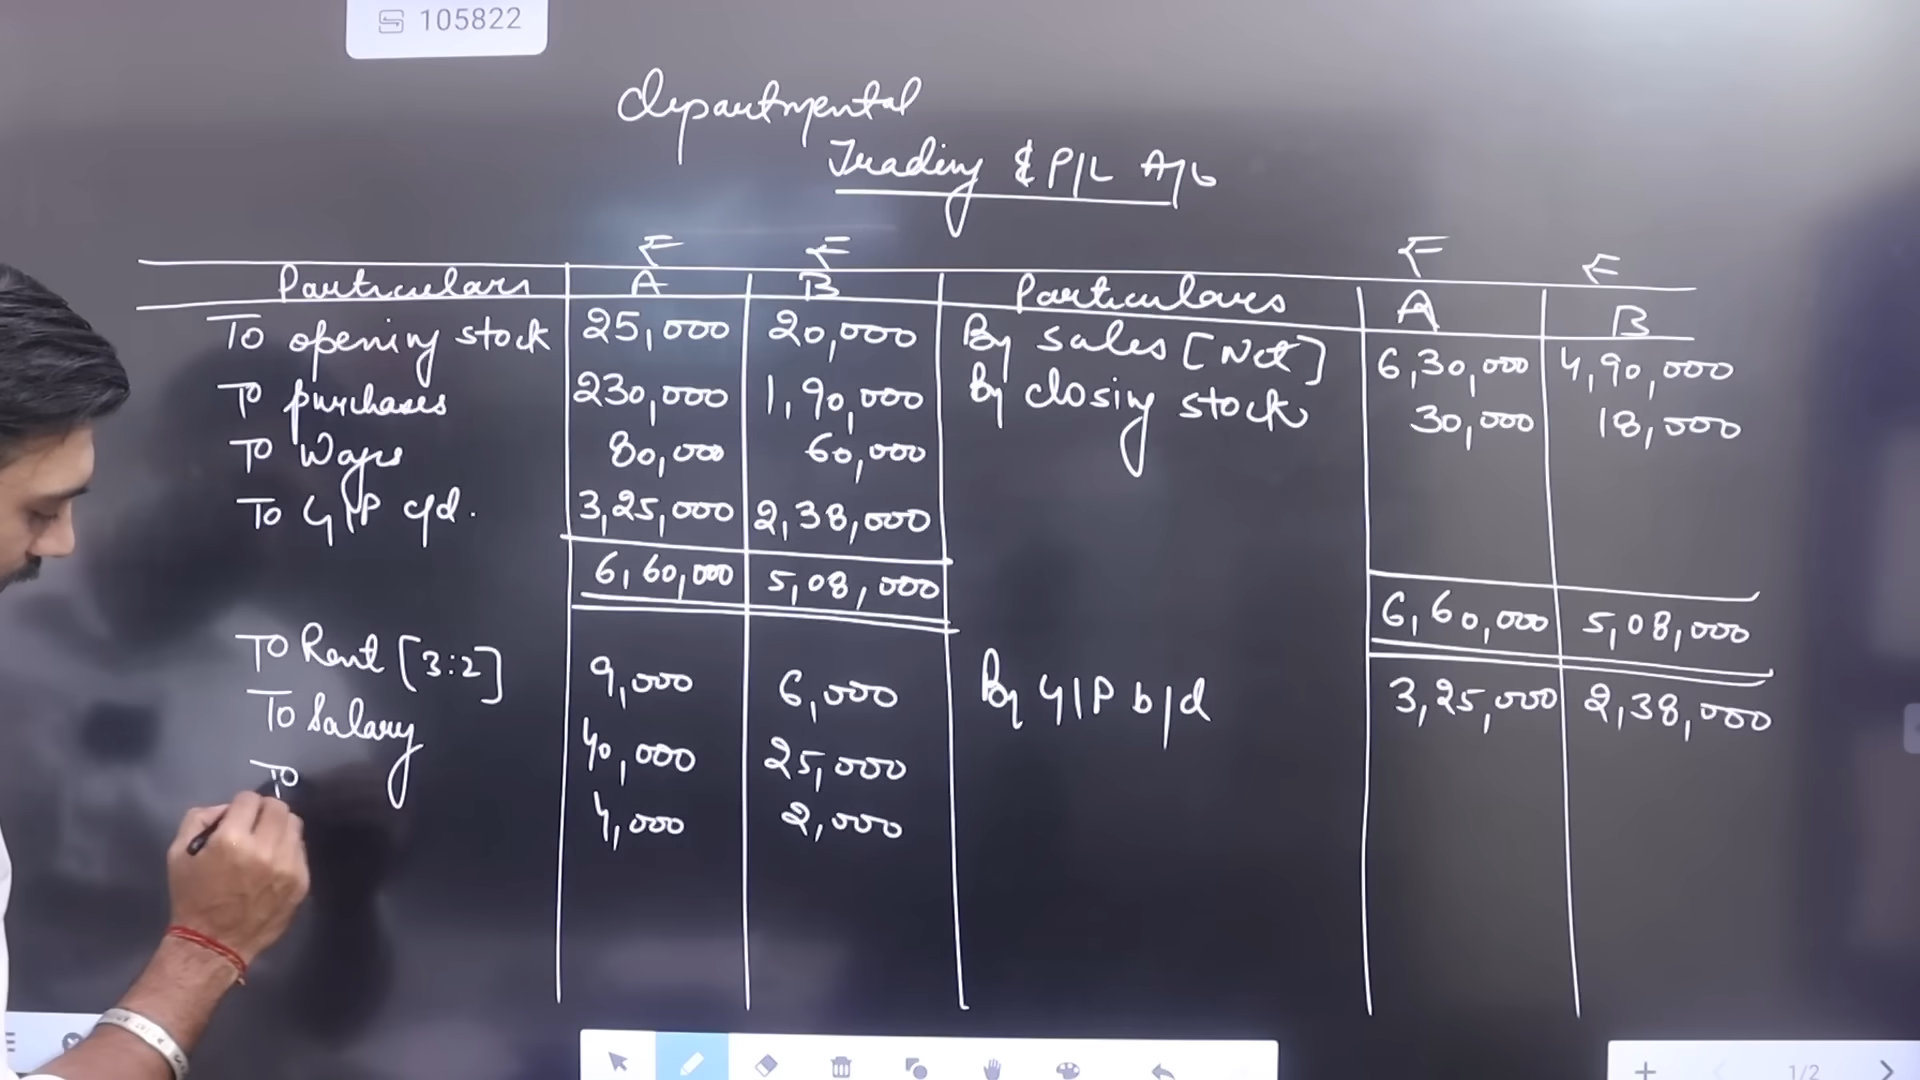 105822
Departmental
Trading & P/L A/c
₹ ₹ ₹ ₹
Particulars A B Particulars A B
To opening stock 25,000 20,000 By Sales [Net] 6,30,000 4,90,000
To purchases 230,000 1,90,000 By closing stock 30,000 18,000
To Wages 80,000 60,000
To G/P c/d. 3,25,000 2,38,000
6,60,000 5,08,000 6,60,000 5,08,000
To Rent [3:2] 9,000 6,000 By G/P b/d 3,25,000 2,38,000
To Salary 40,000 25,000
To 4,000 2,000
1/2